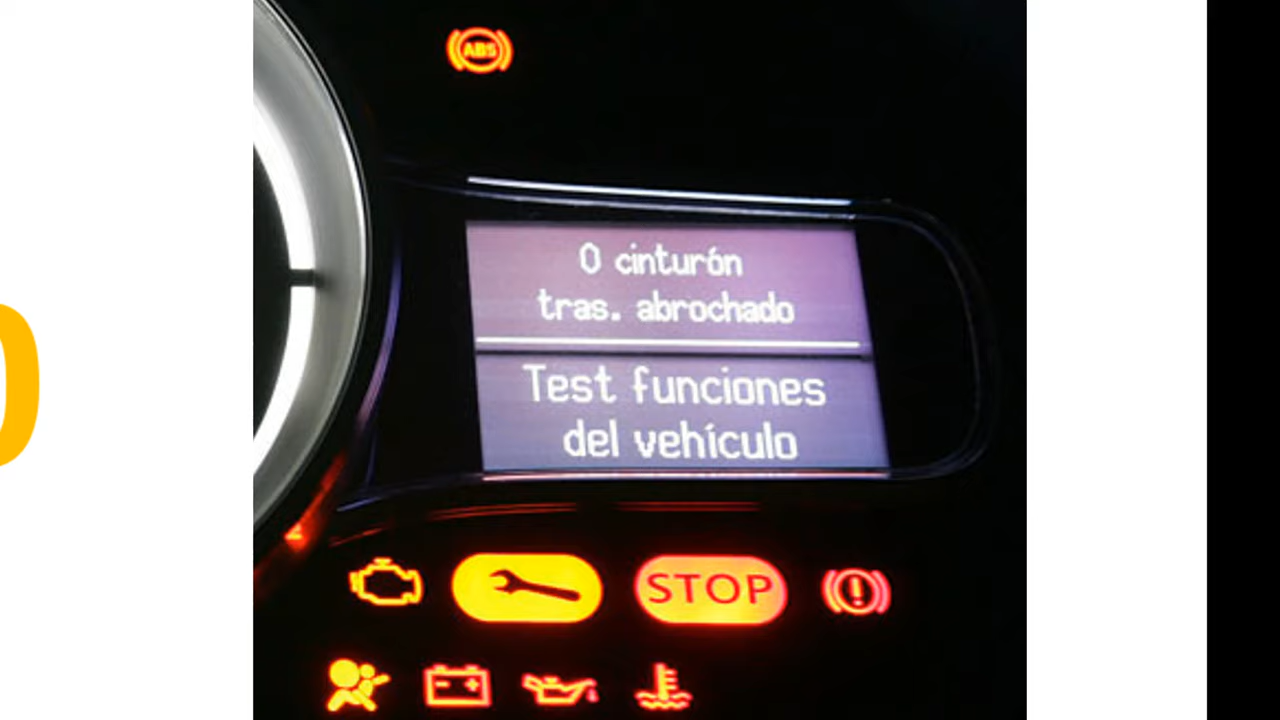 ABS
0 cinturón
tras. abrochado
Test funciones
del vehículo
STOP